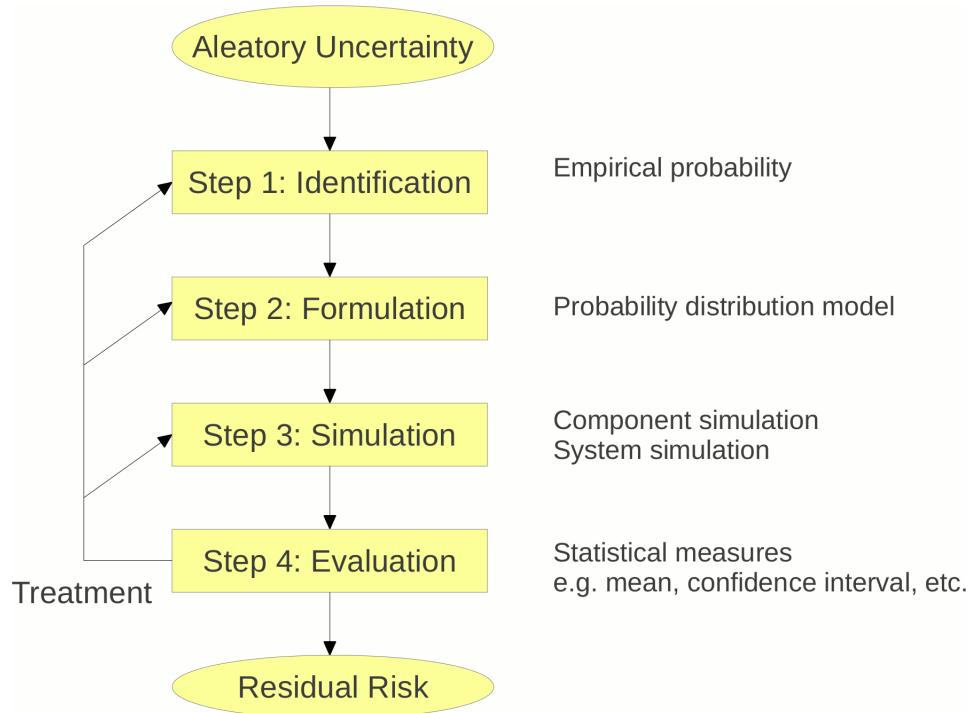 Aleatory Uncertainty
Step 1: Identification
Empirical probability
Step 2: Formulation
Probability distribution model
Step 3: Simulation
Component simulation
System simulation
Step 4: Evaluation
Statistical measures
e.g. mean, confidence interval, etc.
Treatment
Residual Risk